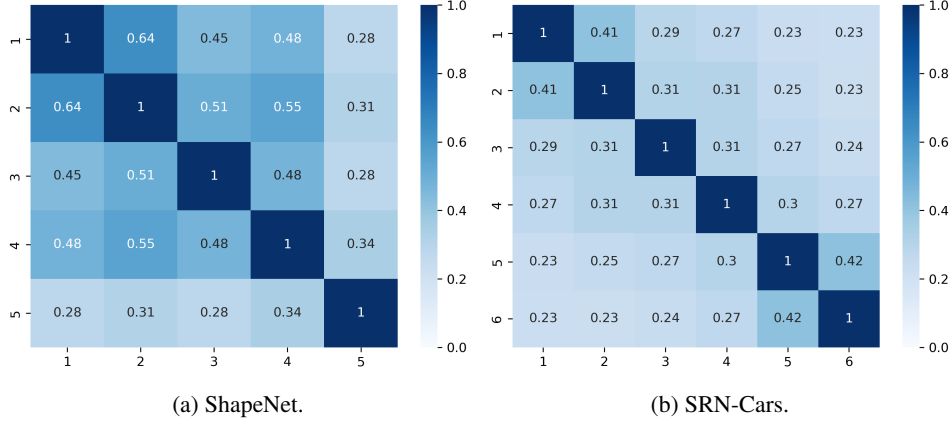 1 1 0.64 0.45 0.48 0.28
2 0.64 1 0.51 0.55 0.31
3 0.45 0.51 1 0.48 0.28
4 0.48 0.55 0.48 1 0.34
5 0.28 0.31 0.28 0.34 1
1 2 3 4 5
1.0
0.8
0.6
0.4
0.2
0.0
(a) ShapeNet.
1 1 0.41 0.29 0.27 0.23 0.23
2 0.41 1 0.31 0.31 0.25 0.23
3 0.29 0.31 1 0.31 0.27 0.24
4 0.27 0.31 0.31 1 0.3 0.27
5 0.23 0.25 0.27 0.3 1 0.42
6 0.23 0.23 0.24 0.27 0.42 1
1 2 3 4 5 6
1.0
0.8
0.6
0.4
0.2
0.0
(b) SRN-Cars.